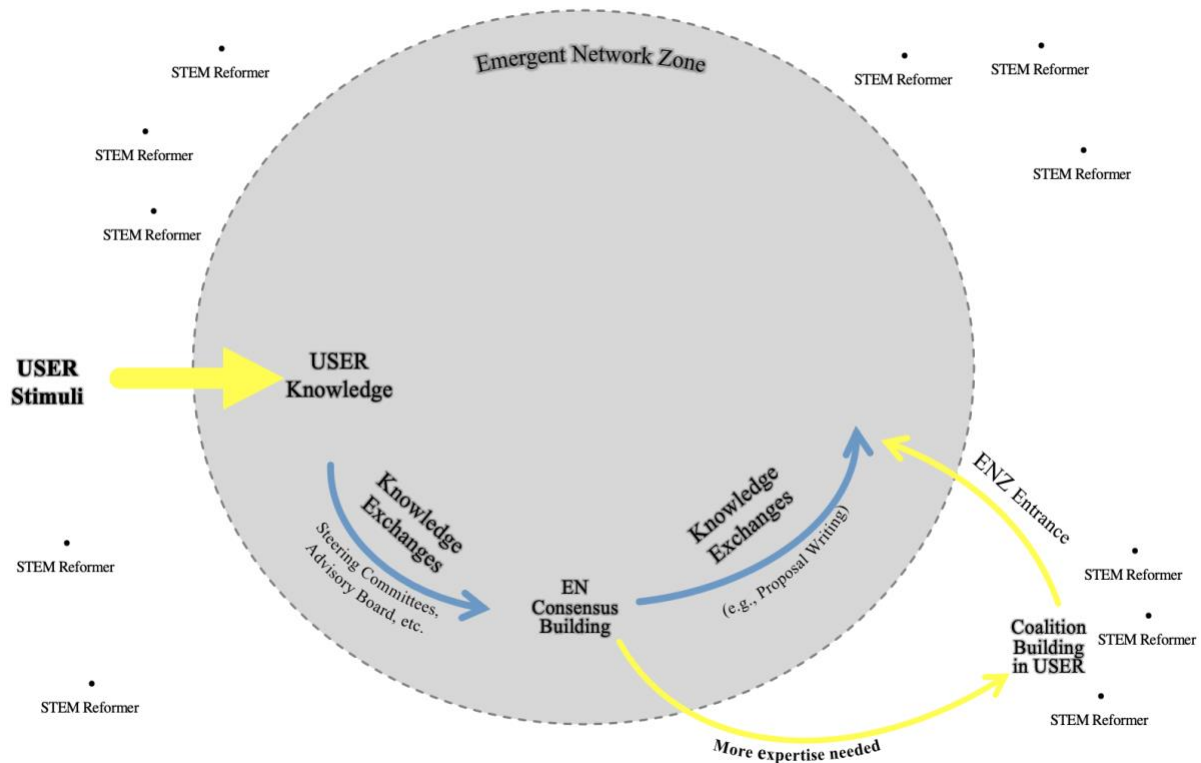 Emergent Network Zone
STEM Reformer
STEM Reformer
STEM Reformer
STEM Reformer
STEM Reformer
STEM Reformer
USER
Stimuli
USER
Knowledge
Knowledge
Exchanges
Steering Committees,
Advisory Board, etc.
EN
Consensus
Building
Knowledge
Exchanges
(e.g., Proposal Writing)
ENZ Entrance
STEM Reformer
STEM Reformer
Coalition
Building
in USER
STEM Reformer
STEM Reformer
STEM Reformer
More expertise needed